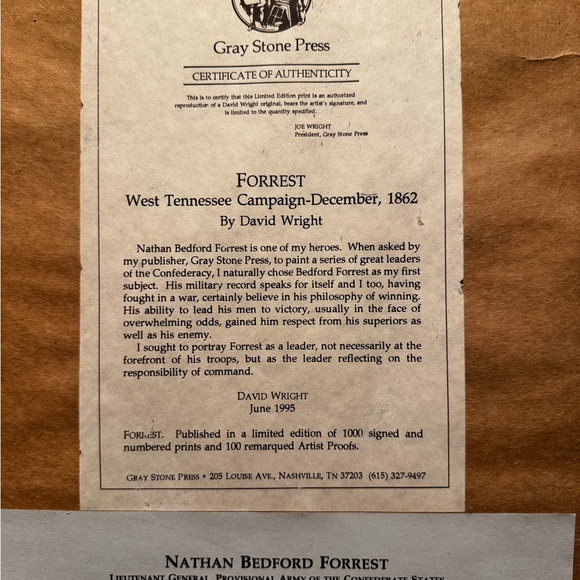 Gray Stone Press
CERTIFICATE OF AUTHENTICITY
This is to certify that this Limited Edition print is an authorized
reproduction of a David Wright original, bears the artist's signature, and
is limited to the quantity specified.
JOE WRIGHT
President, Gray Stone Press
FORREST
West Tennessee Campaign-December, 1862
By David Wright
Nathan Bedford Forrest is one of my heroes. When asked by
my publisher, Gray Stone Press, to paint a series of great leaders
of the Confederacy, I naturally chose Bedford Forrest as my first
subject. His military record speaks for itself and I too, having
fought in a war, certainly believe in his philosophy of winning.
His ability to lead his men to victory, usually in the face of
overwhelming odds, gained him respect from his superiors as
well as his enemy.
I sought to portray Forrest as a leader, not necessarily at the
forefront of his troops, but as the leader reflecting on the
responsibility of command.
DAVID WRIGHT
June 1995
FORREST. Published in a limited edition of 1000 signed and
numbered prints and 100 remarqued Artist Proofs.
GRAY STONE PRESS • 205 LOUISE AVE., NASHVILLE, TN 37203 (615) 327-9497
NATHAN BEDFORD FORREST
LIEUTENANT GENERAL, PROVISIONAL ARMY OF THE CONFEDERATE STATES